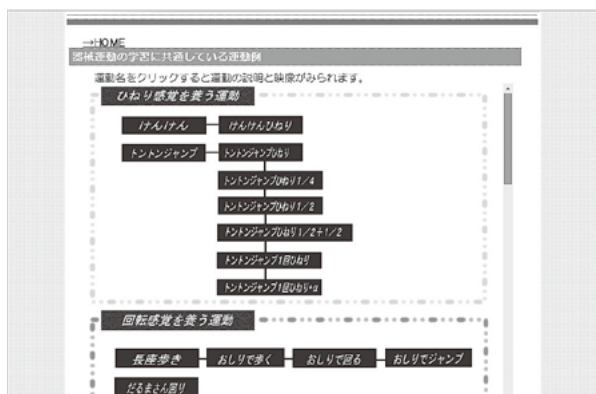 →HOME
器械運動の学習に共通している運動例
運動名をクリックすると運動の説明と映像がみられます。
ひねり感覚を養う運動
けんけん けんけんひねり
トントンジャンプ トントンジャンプひねり
トントンジャンプひねり1/4
トントンジャンプひねり1/2
トントンジャンプひねり1/2+1/2
トントンジャンプ1回ひねり
トントンジャンプ1回ひねり+α
回転感覚を養う運動
長座歩き おしりで歩く おしりで回る おしりでジャンプ
だるまさん回り